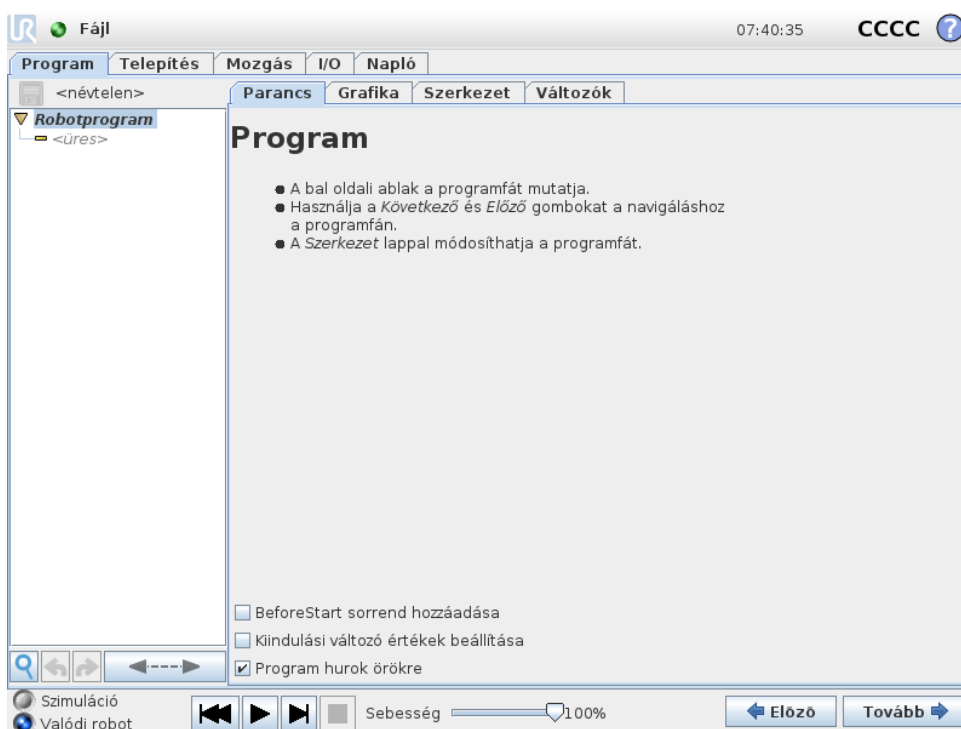 UR Fájl 07:40:35 CCCC ?
Program Telepítés Mozgás I/O Napló
<névtelen> Parancs Grafika Szerkezet Változók
Robotprogram
<üres>
Program
A bal oldali ablak a programfát mutatja.
Használja a Következő és Előző gombokat a navigáláshoz
a programfán.
A Szerkezet lappal módosíthatja a programfát.
BeforeStart sorrend hozzáadása
Kiindulási változó értékek beállítása
Program hurok örökre
Szimuláció
Valódi robot
Sebesség 100% Előző Tovább